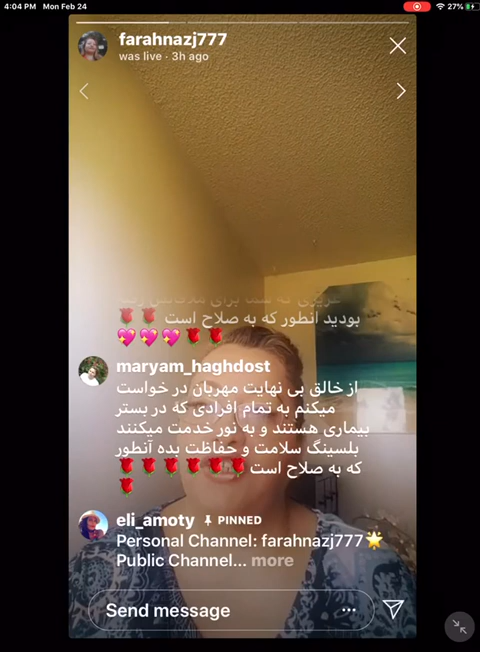 4:04 PM Mon Feb 24
27%
farahnazj777
was live · 3h ago
بودید آنطور که به صلاح است 🌹 🌹
💖💖💖🌹🌹
maryam_haghdost
از خالق بی نهایت مهربان در خواست
میکنم به تمام افرادی که در بستر
بیماری هستند و به نور خدمت میکنند
بلسینگ سلامت و حفاظت بده آنطور
که به صلاح است 🌹🌹🌹🌹🌹
🌹
eli_amoty PINNED
Personal Channel: farahnazj777🌟
Public Channel... more
Send message